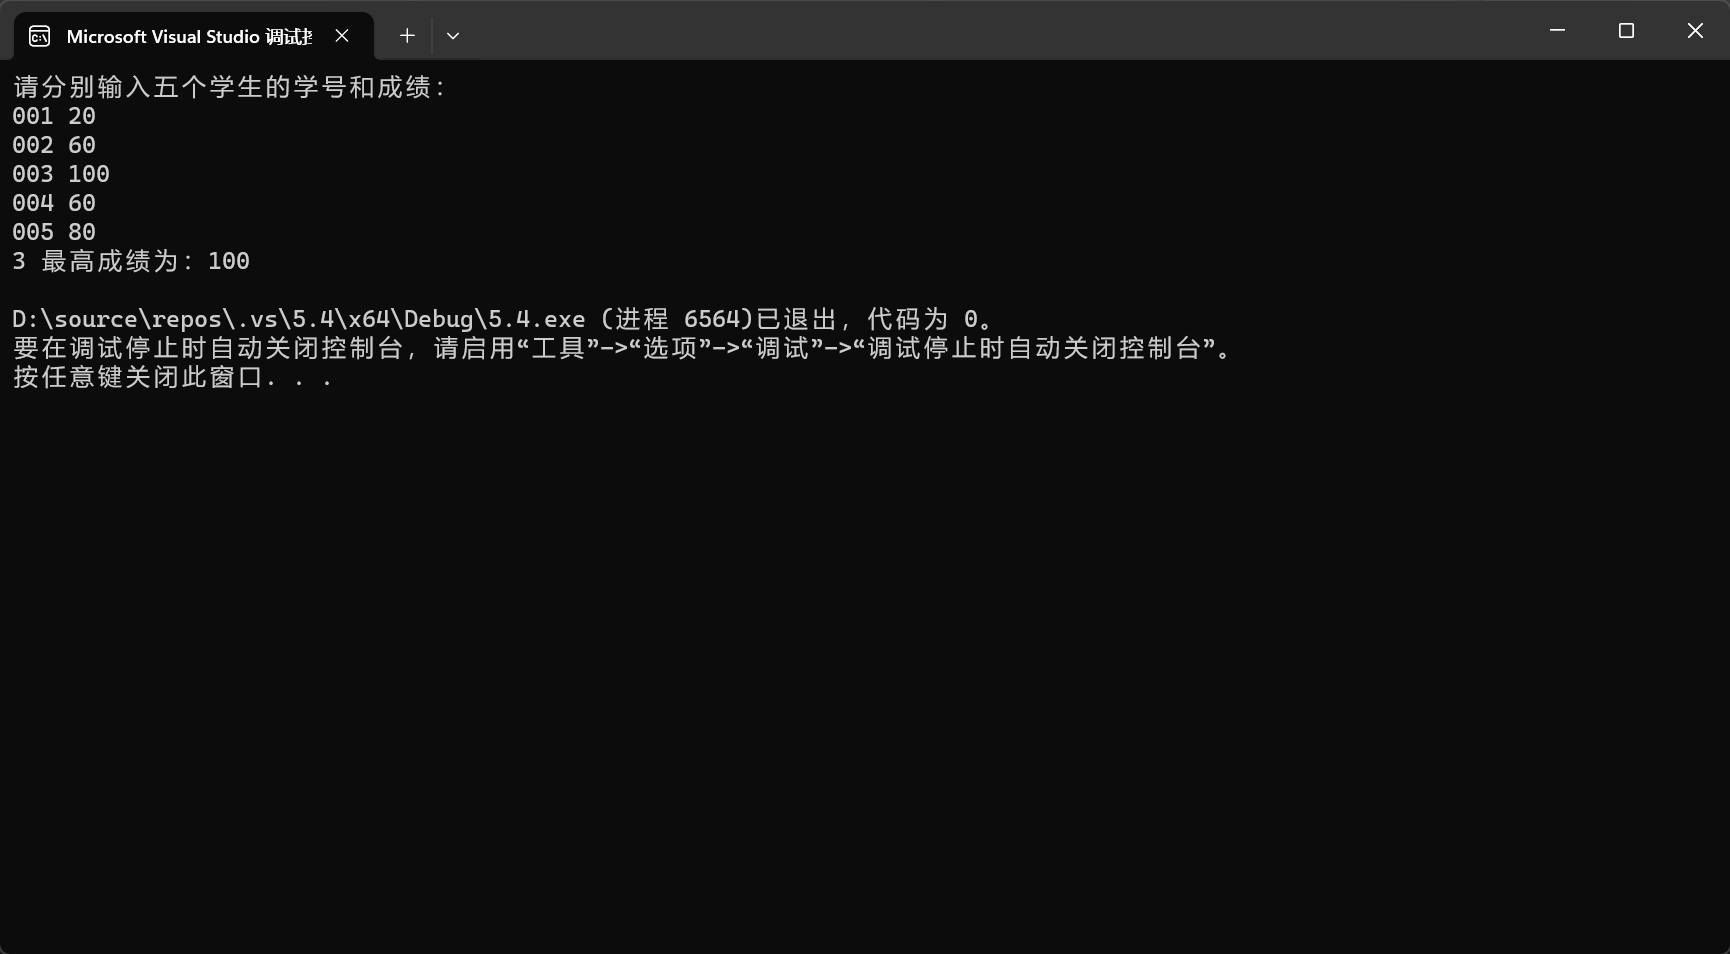 Microsoft Visual Studio 调试
请分别输入五个学生的学号和成绩：
001 20
002 60
003 100
004 60
005 80
3 最高成绩为：100
D:\source\repos\.vs\5.4\x64\Debug\5.4.exe (进程 6564)已退出，代码为 0。
要在调试停止时自动关闭控制台，请启用“工具”->“选项”->“调试”->“调试停止时自动关闭控制台”。
按任意键关闭此窗口. . .